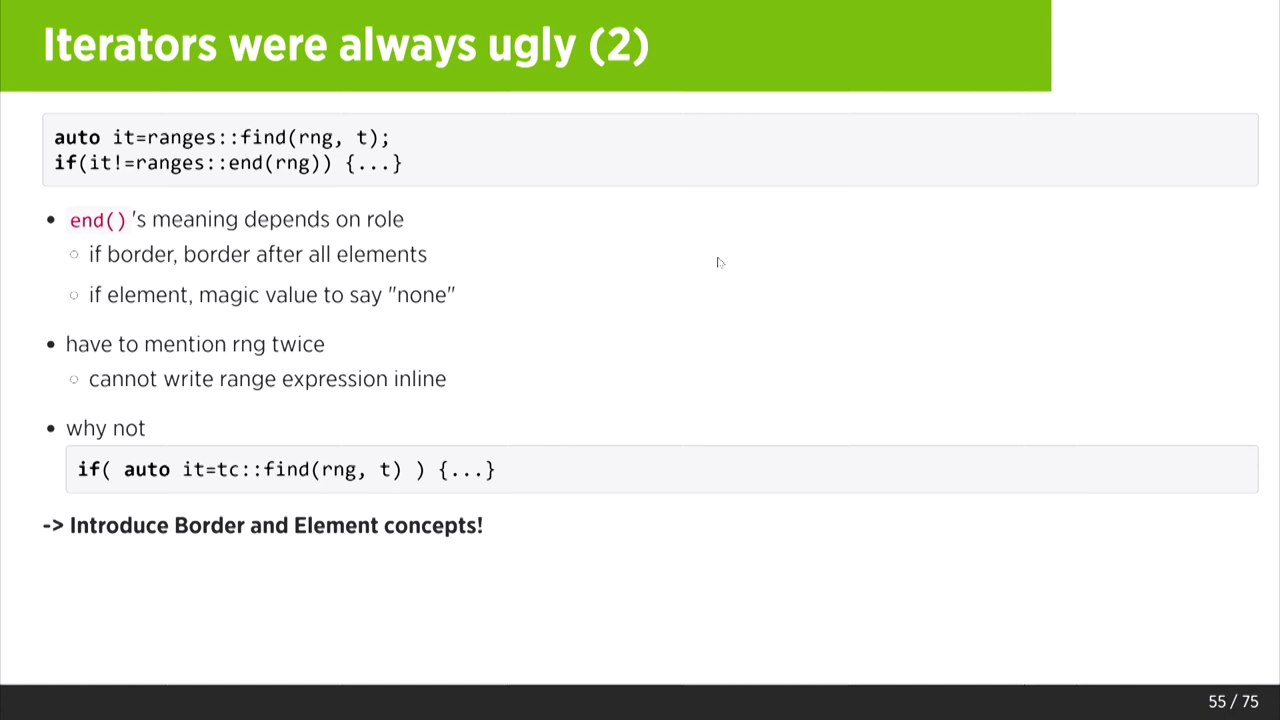 Iterators were always ugly (2)
auto it=ranges::find(rng, t);
if(it!=ranges::end(rng)) {...}
• end()'s meaning depends on role
○ if border, border after all elements
○ if element, magic value to say "none"
• have to mention rng twice
○ cannot write range expression inline
• why not
if( auto it=tc::find(rng, t) ) {...}
-> Introduce Border and Element concepts!
55 / 75